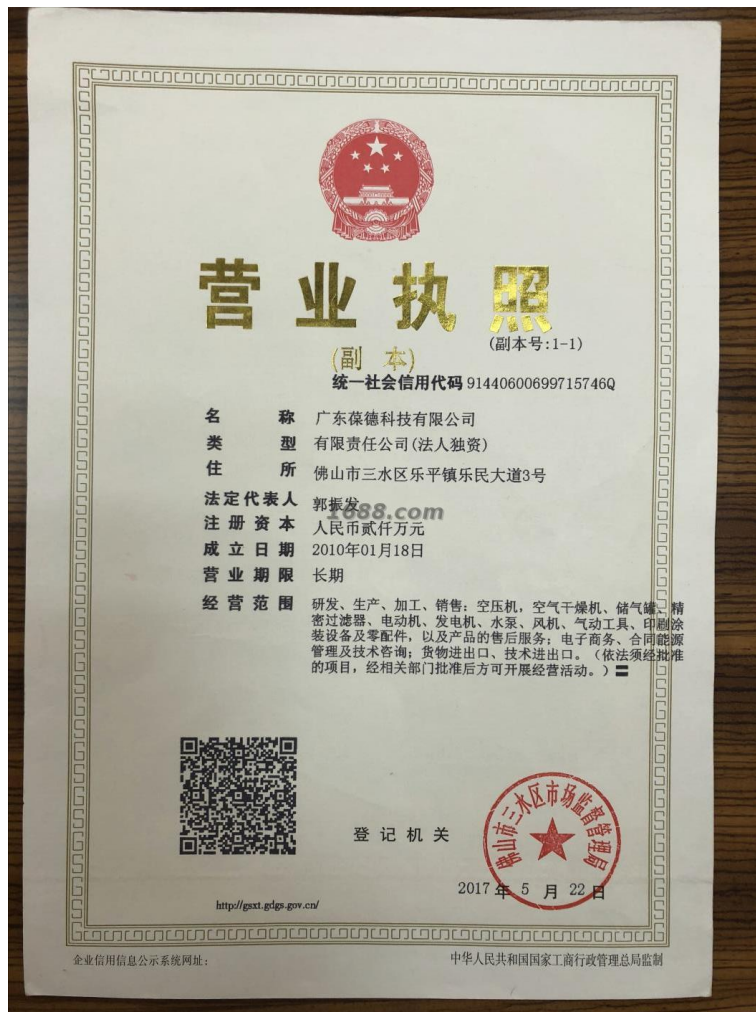 营业执照
(副本)
(副本号:1-1)
统一社会信用代码 91440600699715746Q
名称 广东葆德科技有限公司
类型 有限责任公司(法人独资)
住所 佛山市三水区乐平镇乐民大道3号
法定代表人 郭振发
1688.com
注册资本 人民币贰仟万元
成立日期 2010年01月18日
营业期限 长期
经营范围 研发、生产、加工、销售：空压机，空气干燥机、储气罐、精
密过滤器、电动机、发电机、水泵、风机、气动工具、印刷涂
装设备及零配件，以及产品的售后服务；电子商务、合同能源
管理及技术咨询；货物进出口、技术进出口。（依法须经批准
的项目，经相关部门批准后方可开展经营活动。）
佛山市三水区市场监督管理局
登记机关
2017年5月22日
http://gsxt.gdgs.gov.cn/
企业信用信息公示系统网址：
中华人民共和国国家工商行政管理总局监制